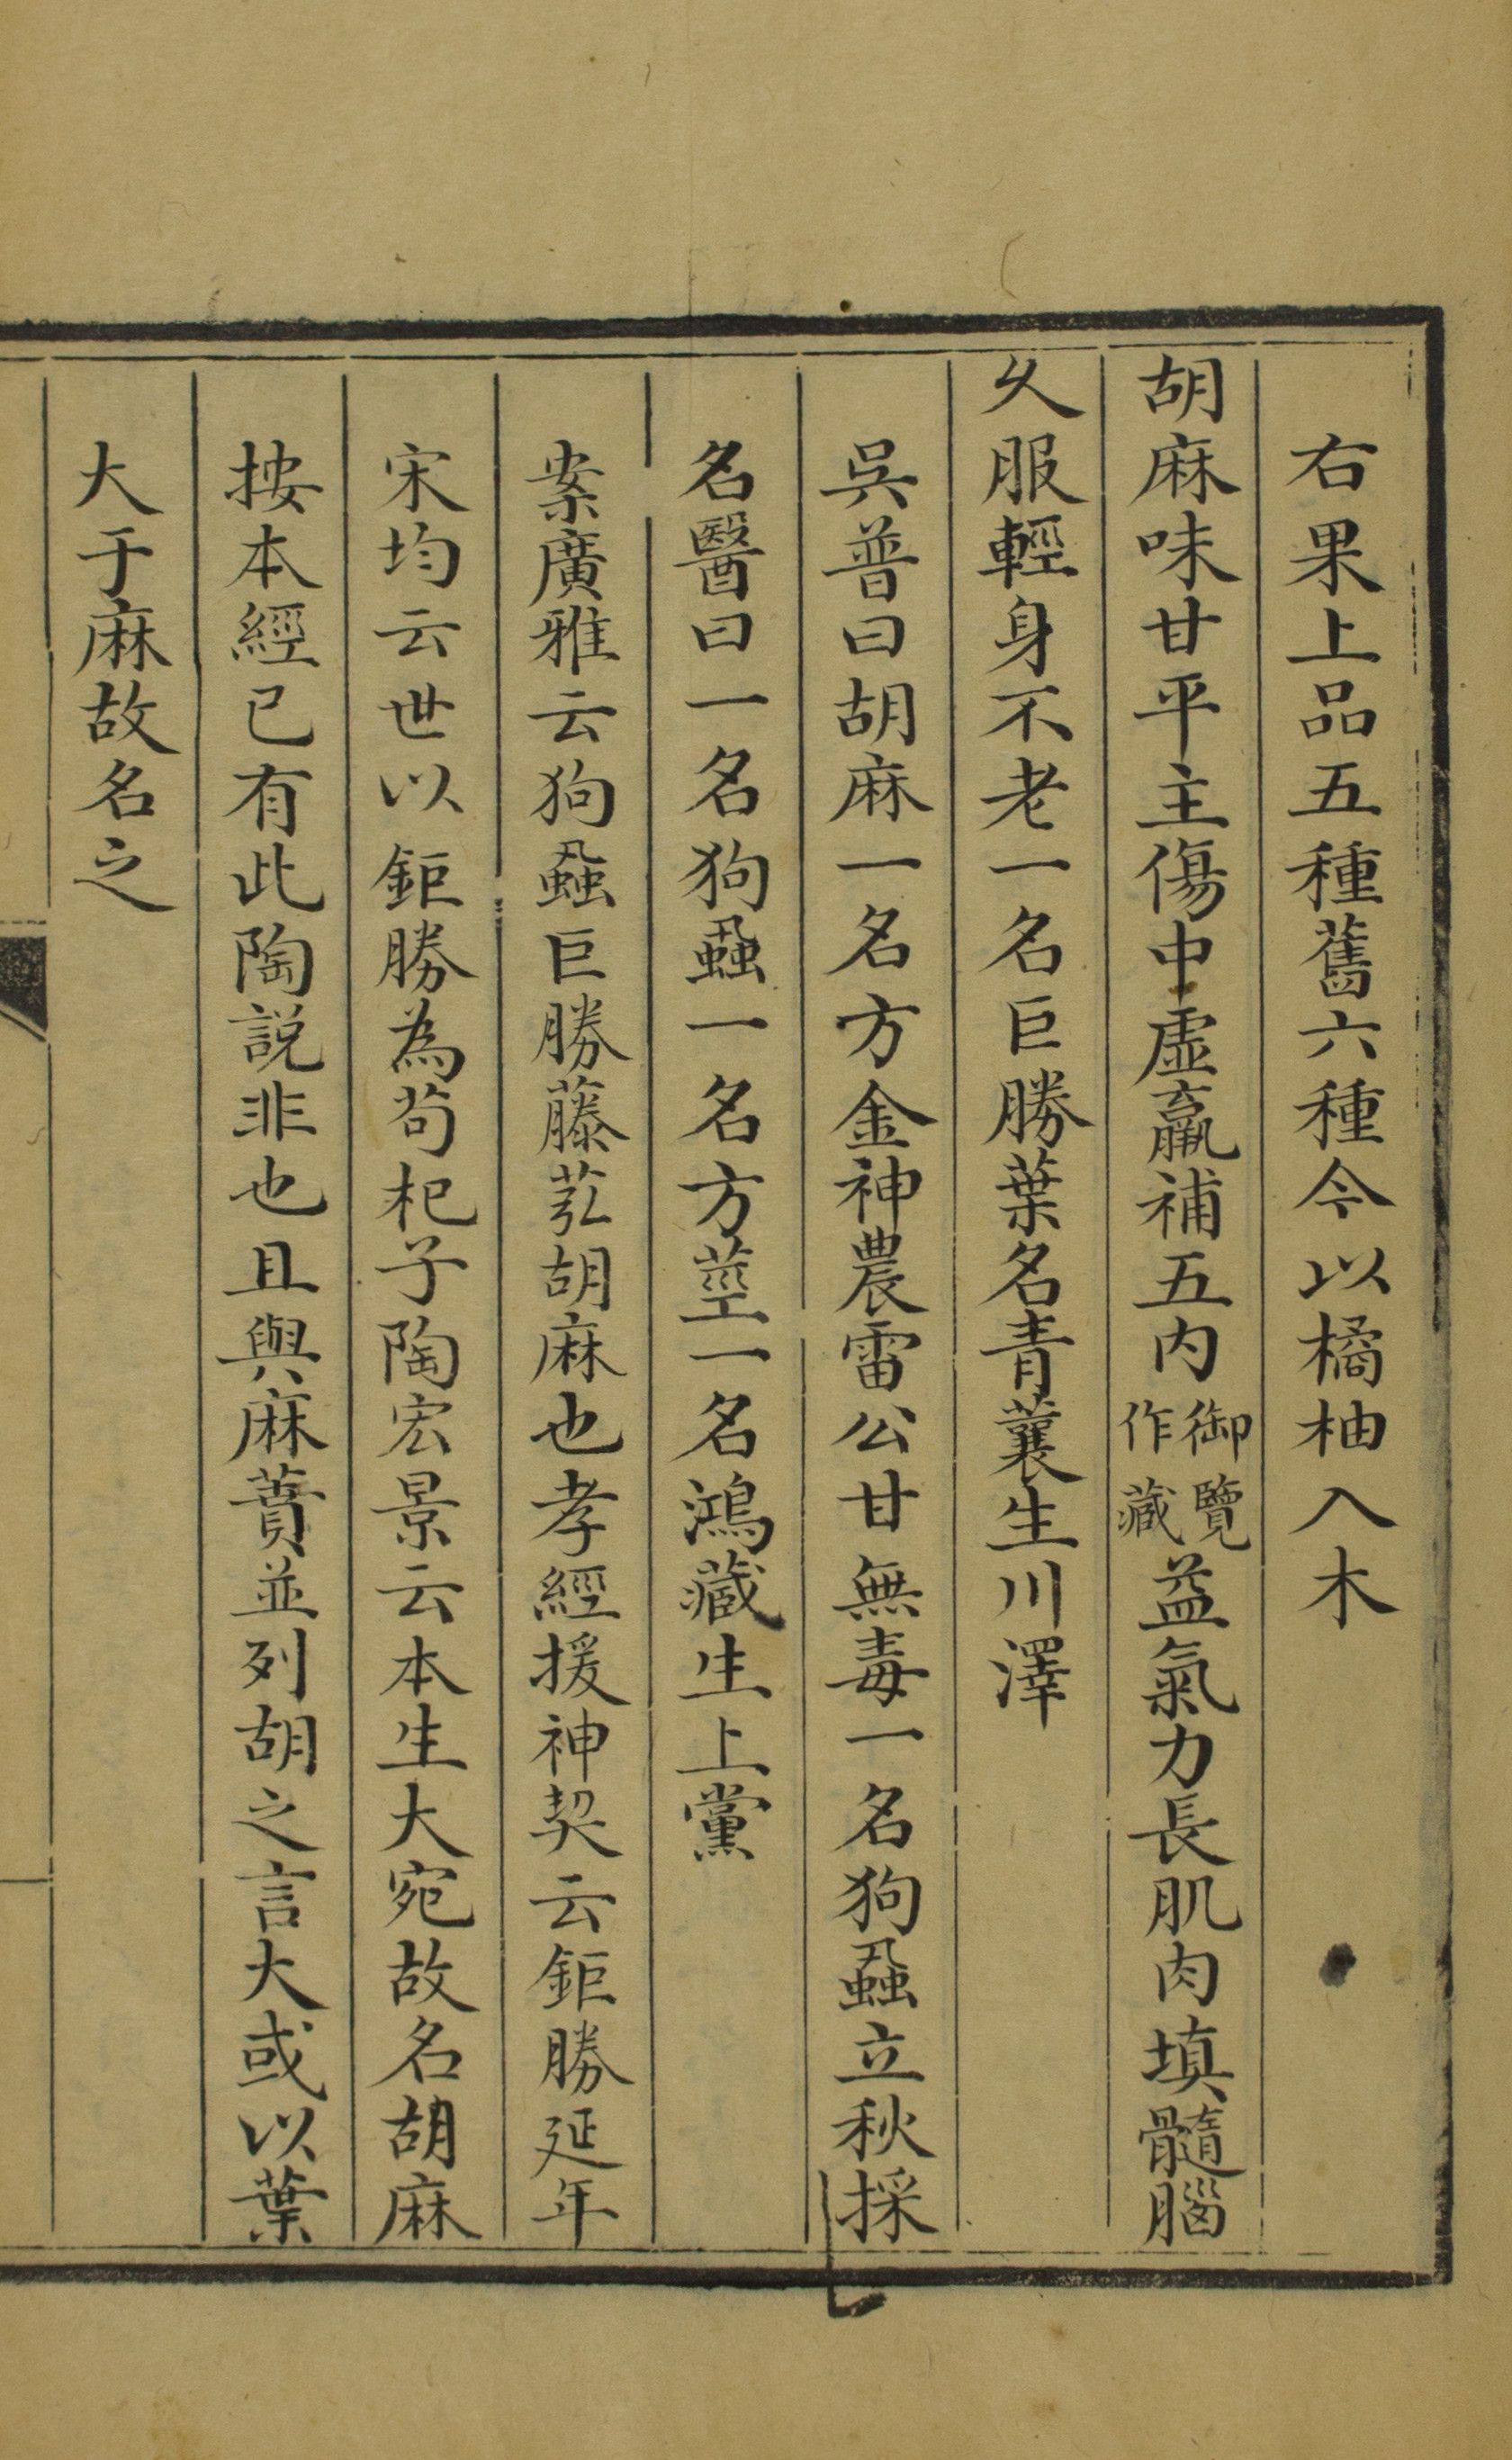 右果上品五種舊六種今以橘柚入木
胡麻味甘平主傷中虛羸補五內御覽作藏益氣力長肌肉填髓腦
久服輕身不老一名巨勝葉名青蘘生川澤
吳普曰胡麻一名方金神農雷公甘無毒一名狗蝨立秋採
名醫曰一名狗蝨一名方莖一名鴻藏生上黨
案廣雅云狗蝨巨勝藤苰胡麻也孝經援神契云鉅勝延年
宋均云世以鉅勝為苟杞子陶宏景云本生大宛故名胡麻
按本經已有此陶說非也且與麻蕡並列胡之言大或以葉
大于麻故名之